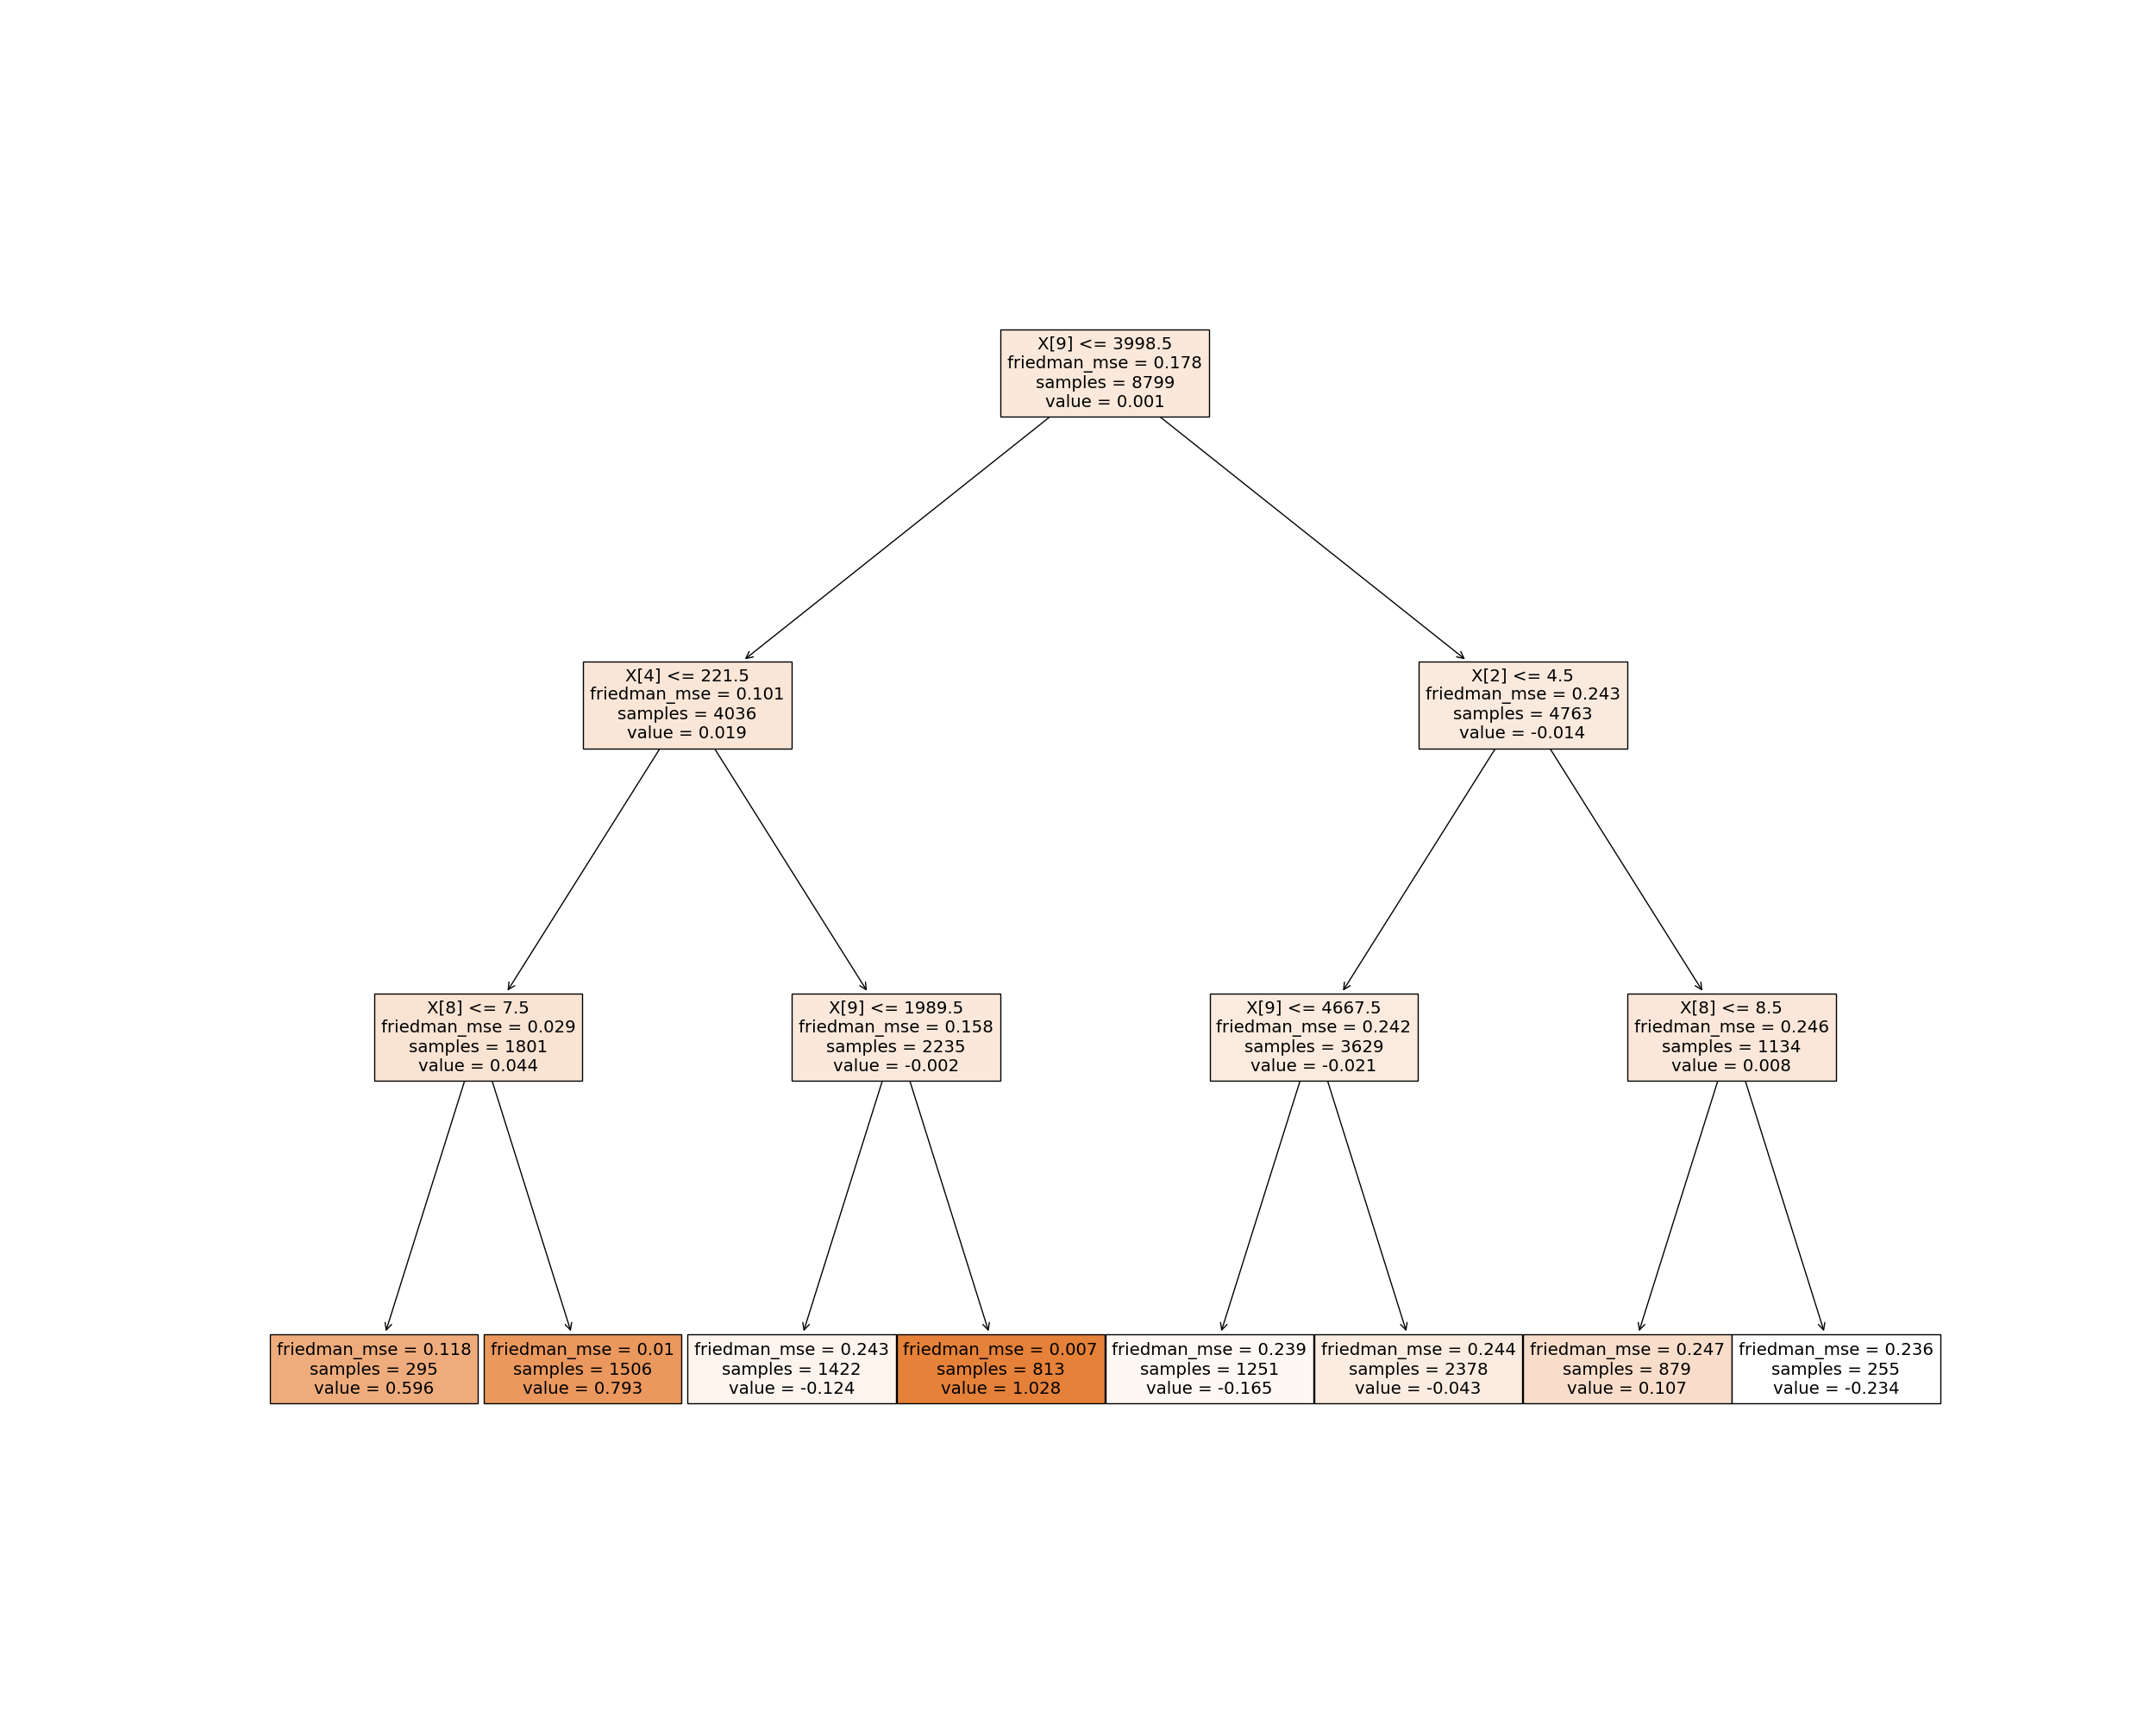 X[9] <= 3998.5
friedman_mse = 0.178
samples = 8799
value = 0.001
X[4] <= 221.5
friedman_mse = 0.101
samples = 4036
value = 0.019
X[2] <= 4.5
friedman_mse = 0.243
samples = 4763
value = -0.014
X[8] <= 7.5
friedman_mse = 0.029
samples = 1801
value = 0.044
X[9] <= 1989.5
friedman_mse = 0.158
samples = 2235
value = -0.002
X[9] <= 4667.5
friedman_mse = 0.242
samples = 3629
value = -0.021
X[8] <= 8.5
friedman_mse = 0.246
samples = 1134
value = 0.008
friedman_mse = 0.118
samples = 295
value = 0.596
friedman_mse = 0.01
samples = 1506
value = 0.793
friedman_mse = 0.243
samples = 1422
value = -0.124
friedman_mse = 0.007
samples = 813
value = 1.028
friedman_mse = 0.239
samples = 1251
value = -0.165
friedman_mse = 0.244
samples = 2378
value = -0.043
friedman_mse = 0.247
samples = 879
value = 0.107
friedman_mse = 0.236
samples = 255
value = -0.234